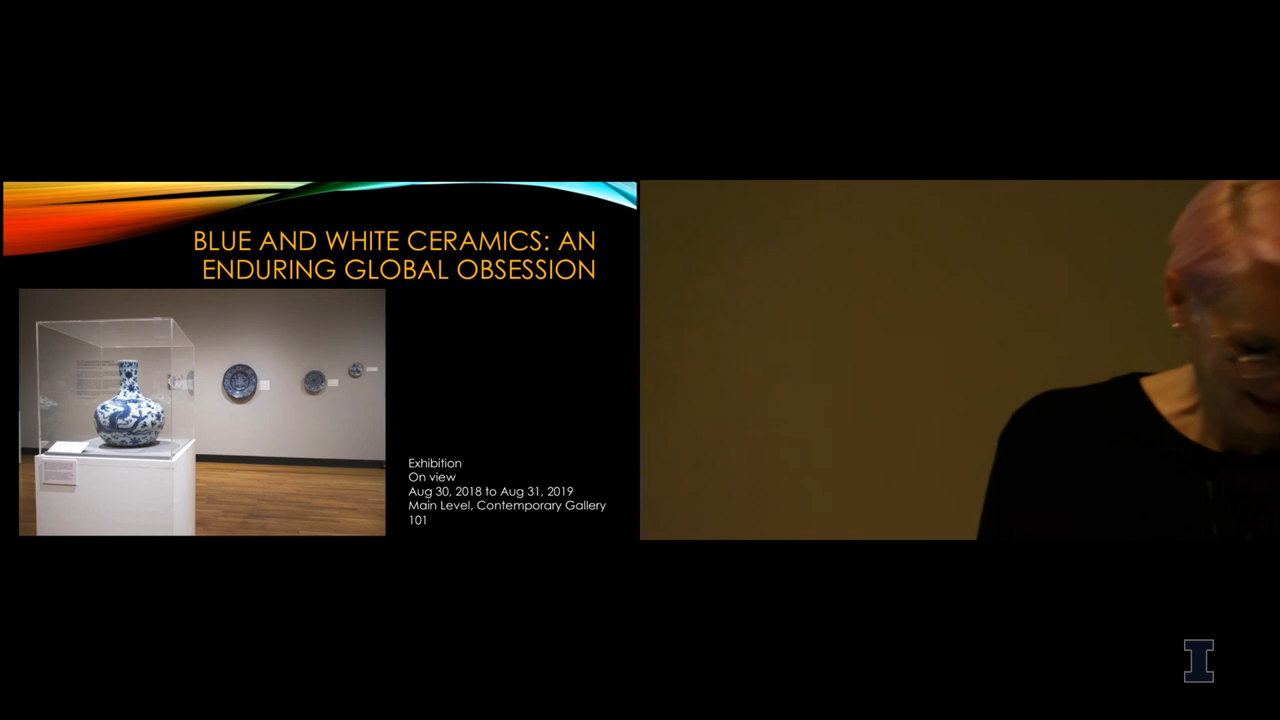 BLUE AND WHITE CERAMICS: AN
ENDURING GLOBAL OBSESSION
Exhibition
On view
Aug 30, 2018 to Aug 31, 2019
Main Level, Contemporary Gallery
101
I